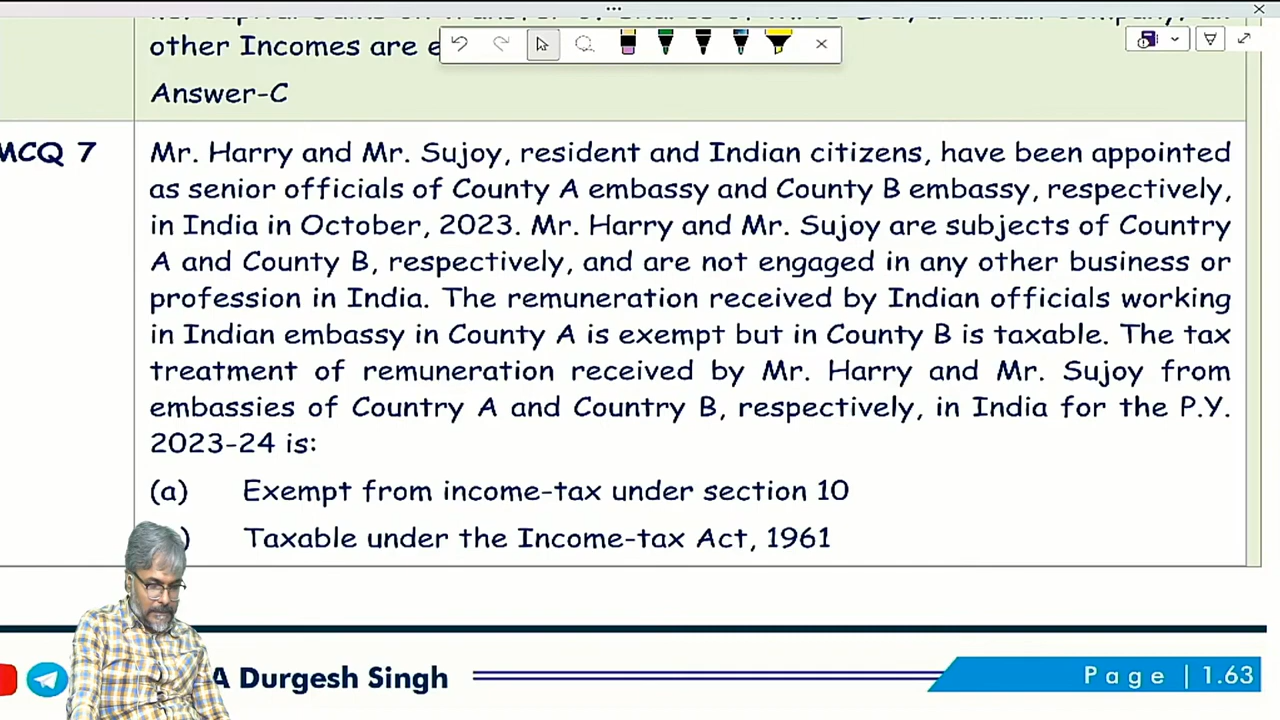 other Incomes are e
Answer-C
MCQ 7
Mr. Harry and Mr. Sujoy, resident and Indian citizens, have been appointed
as senior officials of County A embassy and County B embassy, respectively,
in India in October, 2023. Mr. Harry and Mr. Sujoy are subjects of Country
A and County B, respectively, and are not engaged in any other business or
profession in India. The remuneration received by Indian officials working
in Indian embassy in County A is exempt but in County B is taxable. The tax
treatment of remuneration received by Mr. Harry and Mr. Sujoy from
embassies of Country A and Country B, respectively, in India for the P.Y.
2023-24 is:
(a) Exempt from income-tax under section 10
) Taxable under the Income-tax Act, 1961
A Durgesh Singh
Page | 1.63